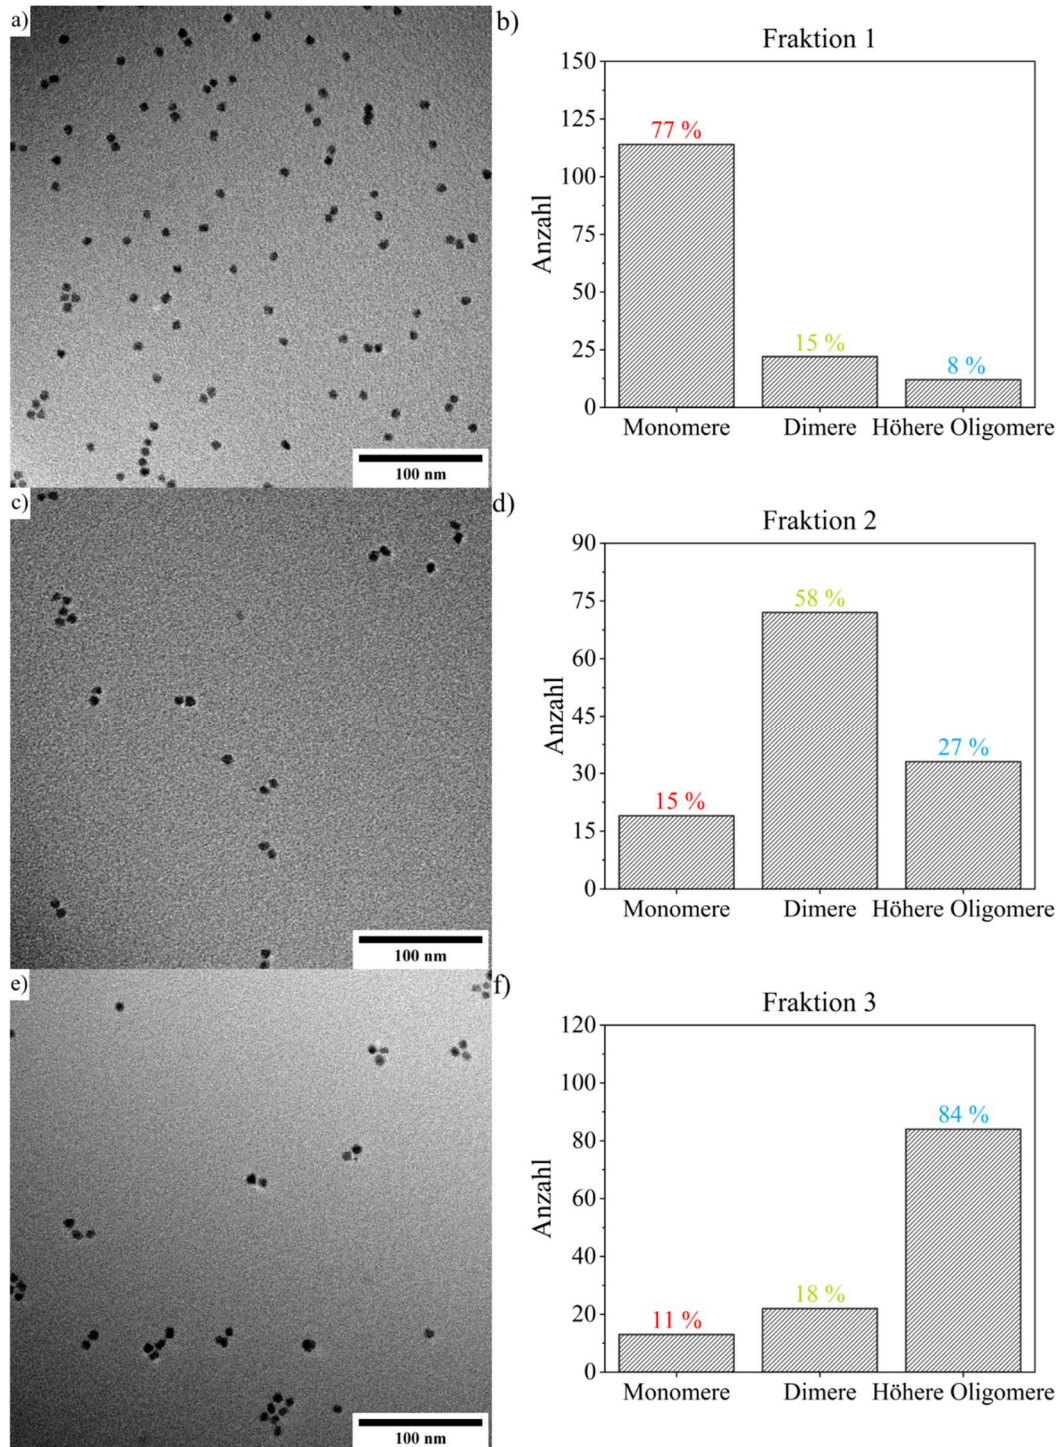 a)
100 nm
b)
Fraktion 1
Anzahl
150
125
100
75
50
25
0
77 %
15 %
8 %
Monomere Dimere Höhere Oligomere
c)
100 nm
d)
Fraktion 2
Anzahl
90
75
60
45
30
15
0
15 %
58 %
27 %
Monomere Dimere Höhere Oligomere
e)
100 nm
f)
Fraktion 3
Anzahl
120
100
80
60
40
20
0
11 %
18 %
84 %
Monomere Dimere Höhere Oligomere